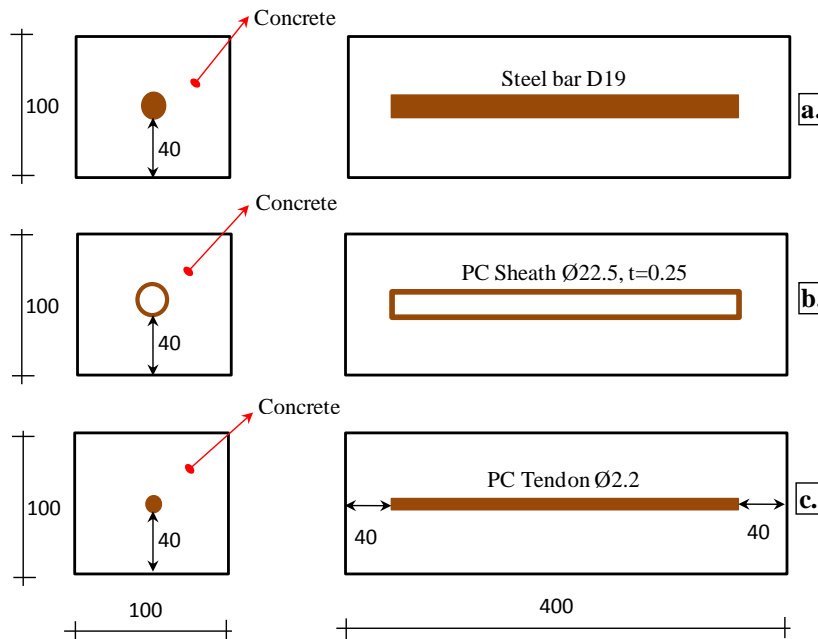 Concrete
100
40
Steel bar D19
a.
Concrete
100
40
PC Sheath Ø22.5, t=0.25
b.
Concrete
100
40
PC Tendon Ø2.2
40
40
c.
100
400